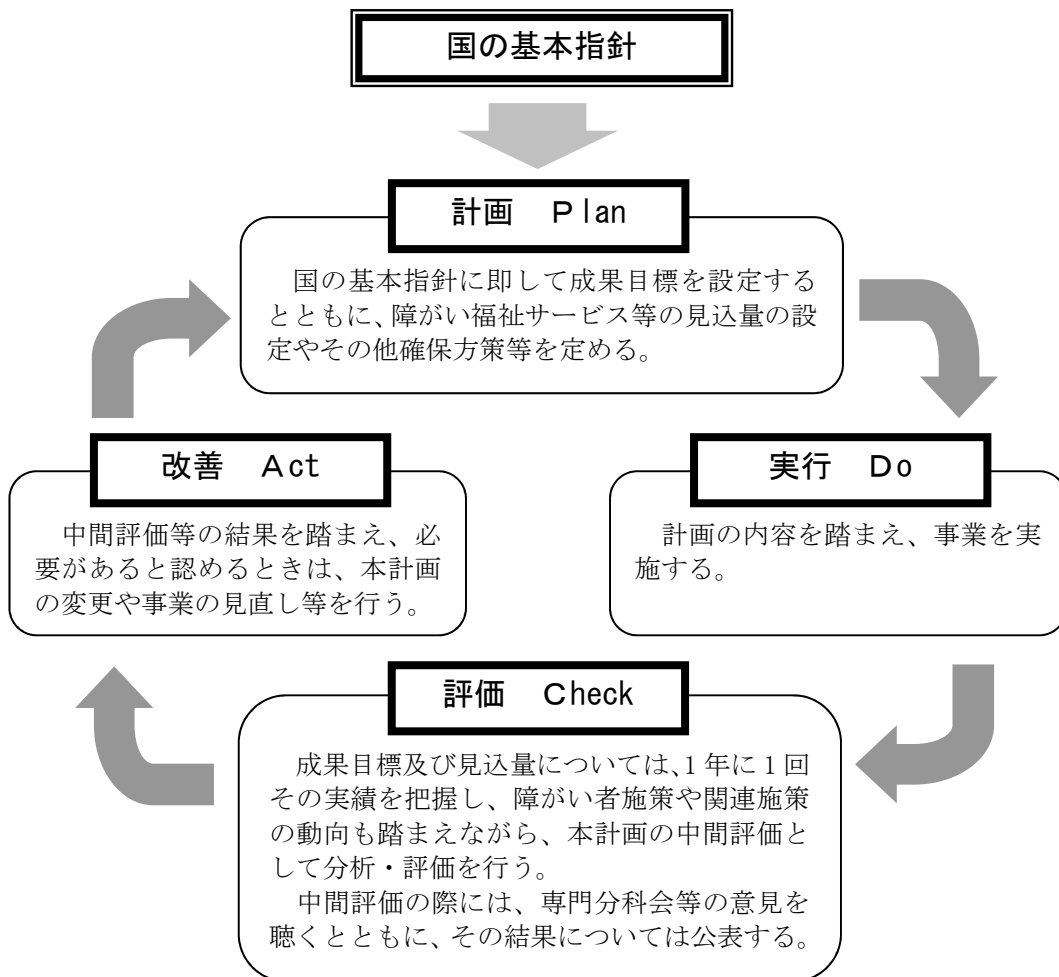 国の基本指針
計画　Plan
国の基本指針に即して成果目標を設定する
とともに、障がい福祉サービス等の見込量の設
定やその他確保方策等を定める。
改善　Act
中間評価等の結果を踏まえ、必
要があると認めるときは、本計画
の変更や事業の見直し等を行う。
実行　Do
計画の内容を踏まえ、事業を実
施する。
評価　Check
成果目標及び見込量については、1年に1回
その実績を把握し、障がい者施策や関連施策
の動向も踏まえながら、本計画の中間評価と
して分析・評価を行う。
中間評価の際には、専門分科会等の意見を
聴くとともに、その結果については公表する。